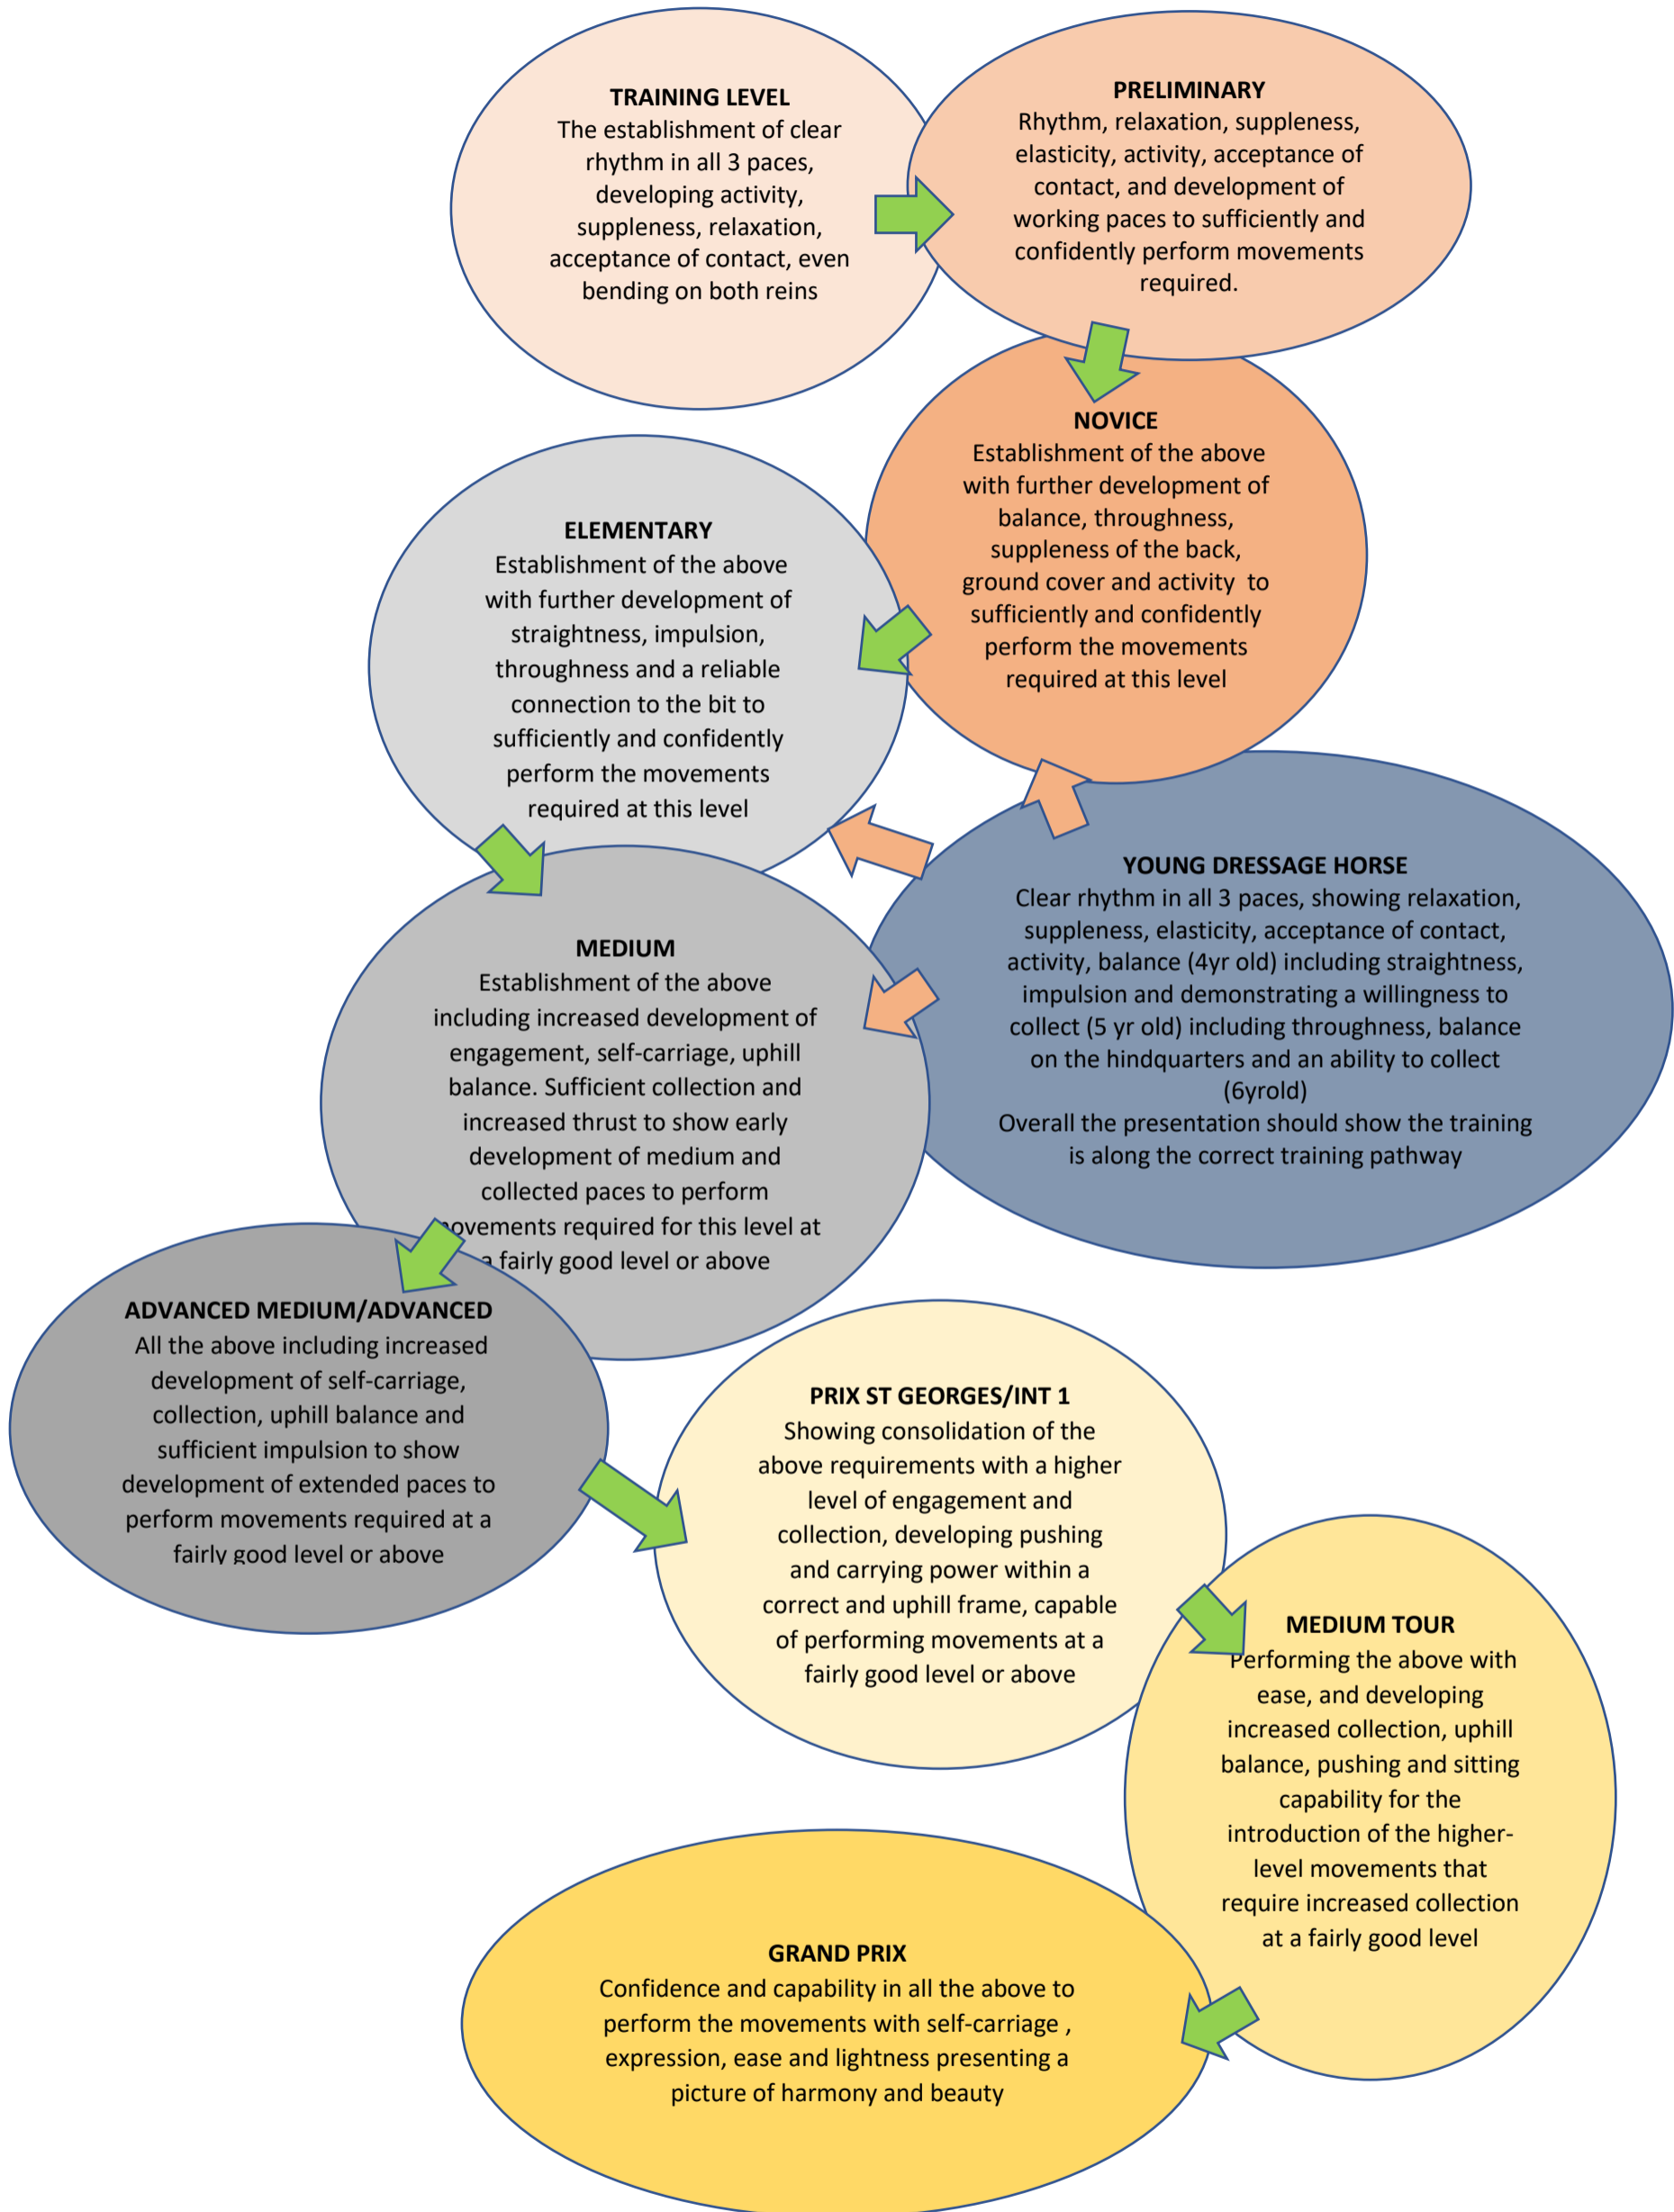 TRAINING LEVEL
The establishment of clear
rhythm in all 3 paces,
developing activity,
suppleness, relaxation,
acceptance of contact, even
bending on both reins
PRELIMINARY
Rhythm, relaxation, suppleness,
elasticity, activity, acceptance of
contact, and development of
working paces to sufficiently and
confidently perform movements
required.
NOVICE
Establishment of the above
with further development of
balance, throughness,
suppleness of the back,
ground cover and activity to
sufficiently and confidently
perform the movements
required at this level
ELEMENTARY
Establishment of the above
with further development of
straightness, impulsion,
throughness and a reliable
connection to the bit to
sufficiently and confidently
perform the movements
required at this level
YOUNG DRESSAGE HORSE
Clear rhythm in all 3 paces, showing relaxation,
suppleness, elasticity, acceptance of contact,
activity, balance (4yr old) including straightness,
impulsion and demonstrating a willingness to
collect (5 yr old) including throughness, balance
on the hindquarters and an ability to collect
(6yrold)
Overall the presentation should show the training
is along the correct training pathway
MEDIUM
Establishment of the above
including increased development of
engagement, self-carriage, uphill
balance. Sufficient collection and
increased thrust to show early
development of medium and
collected paces to perform
movements required for this level at
a fairly good level or above
ADVANCED MEDIUM/ADVANCED
All the above including increased
development of self-carriage,
collection, uphill balance and
sufficient impulsion to show
development of extended paces to
perform movements required at a
fairly good level or above
PRIX ST GEORGES/INT 1
Showing consolidation of the
above requirements with a higher
level of engagement and
collection, developing pushing
and carrying power within a
correct and uphill frame, capable
of performing movements at a
fairly good level or above
MEDIUM TOUR
Performing the above with
ease, and developing
increased collection, uphill
balance, pushing and sitting
capability for the
introduction of the higher-
level movements that
require increased collection
at a fairly good level
GRAND PRIX
Confidence and capability in all the above to
perform the movements with self-carriage ,
expression, ease and lightness presenting a
picture of harmony and beauty